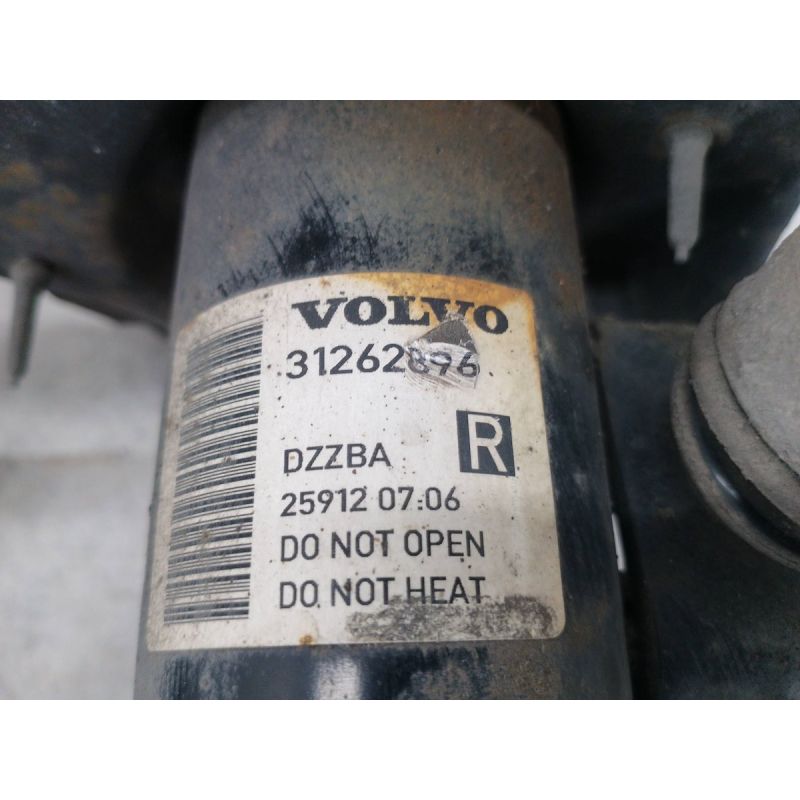 VOLVO
31262896
DZZBA R
25912 07:06
DO NOT OPEN
DO NOT HEAT